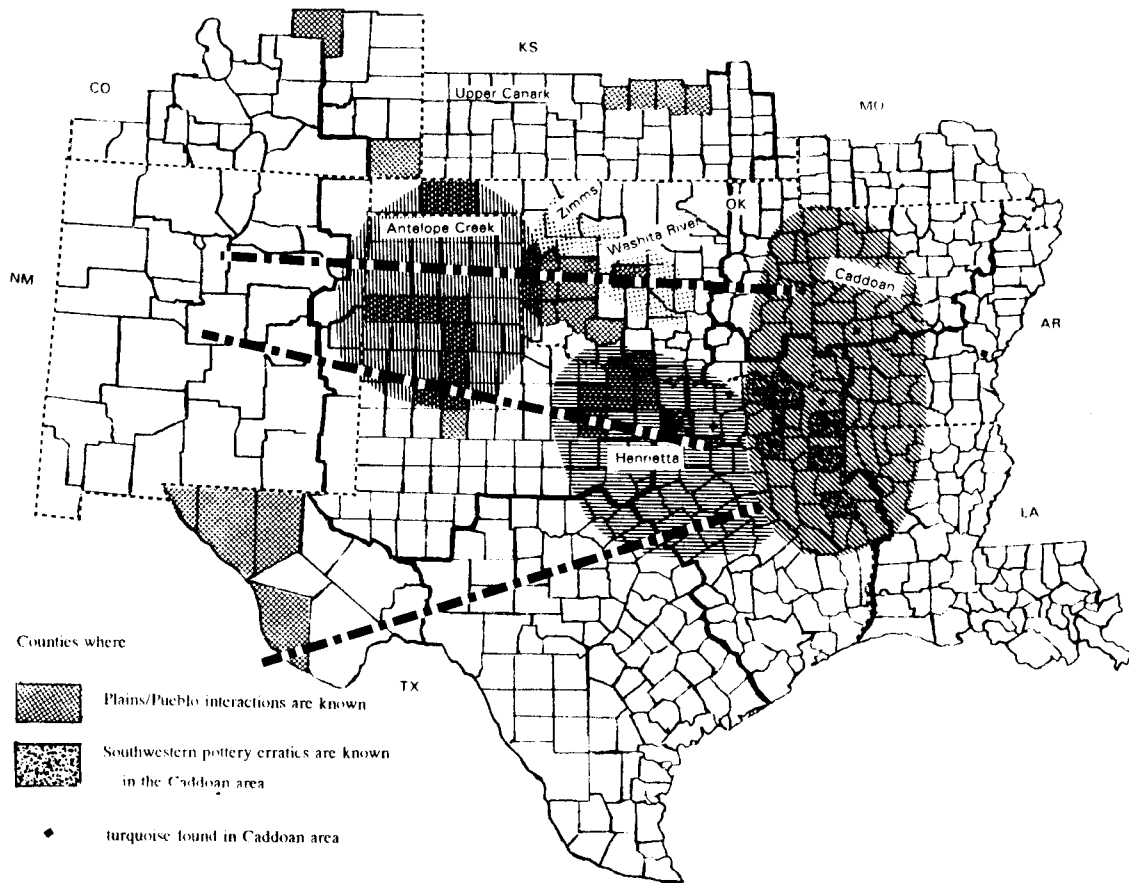 KS
CO
Upper Canark
MO
Zimms
OK
Antelope Creek
Washita River
Caddoan
NM
AR
Henrietta
LA
TX
Counties where
Plains/Pueblo interactions are known
Southwestern pottery erratics are known
in the Caddoan area
turquoise found in Caddoan area